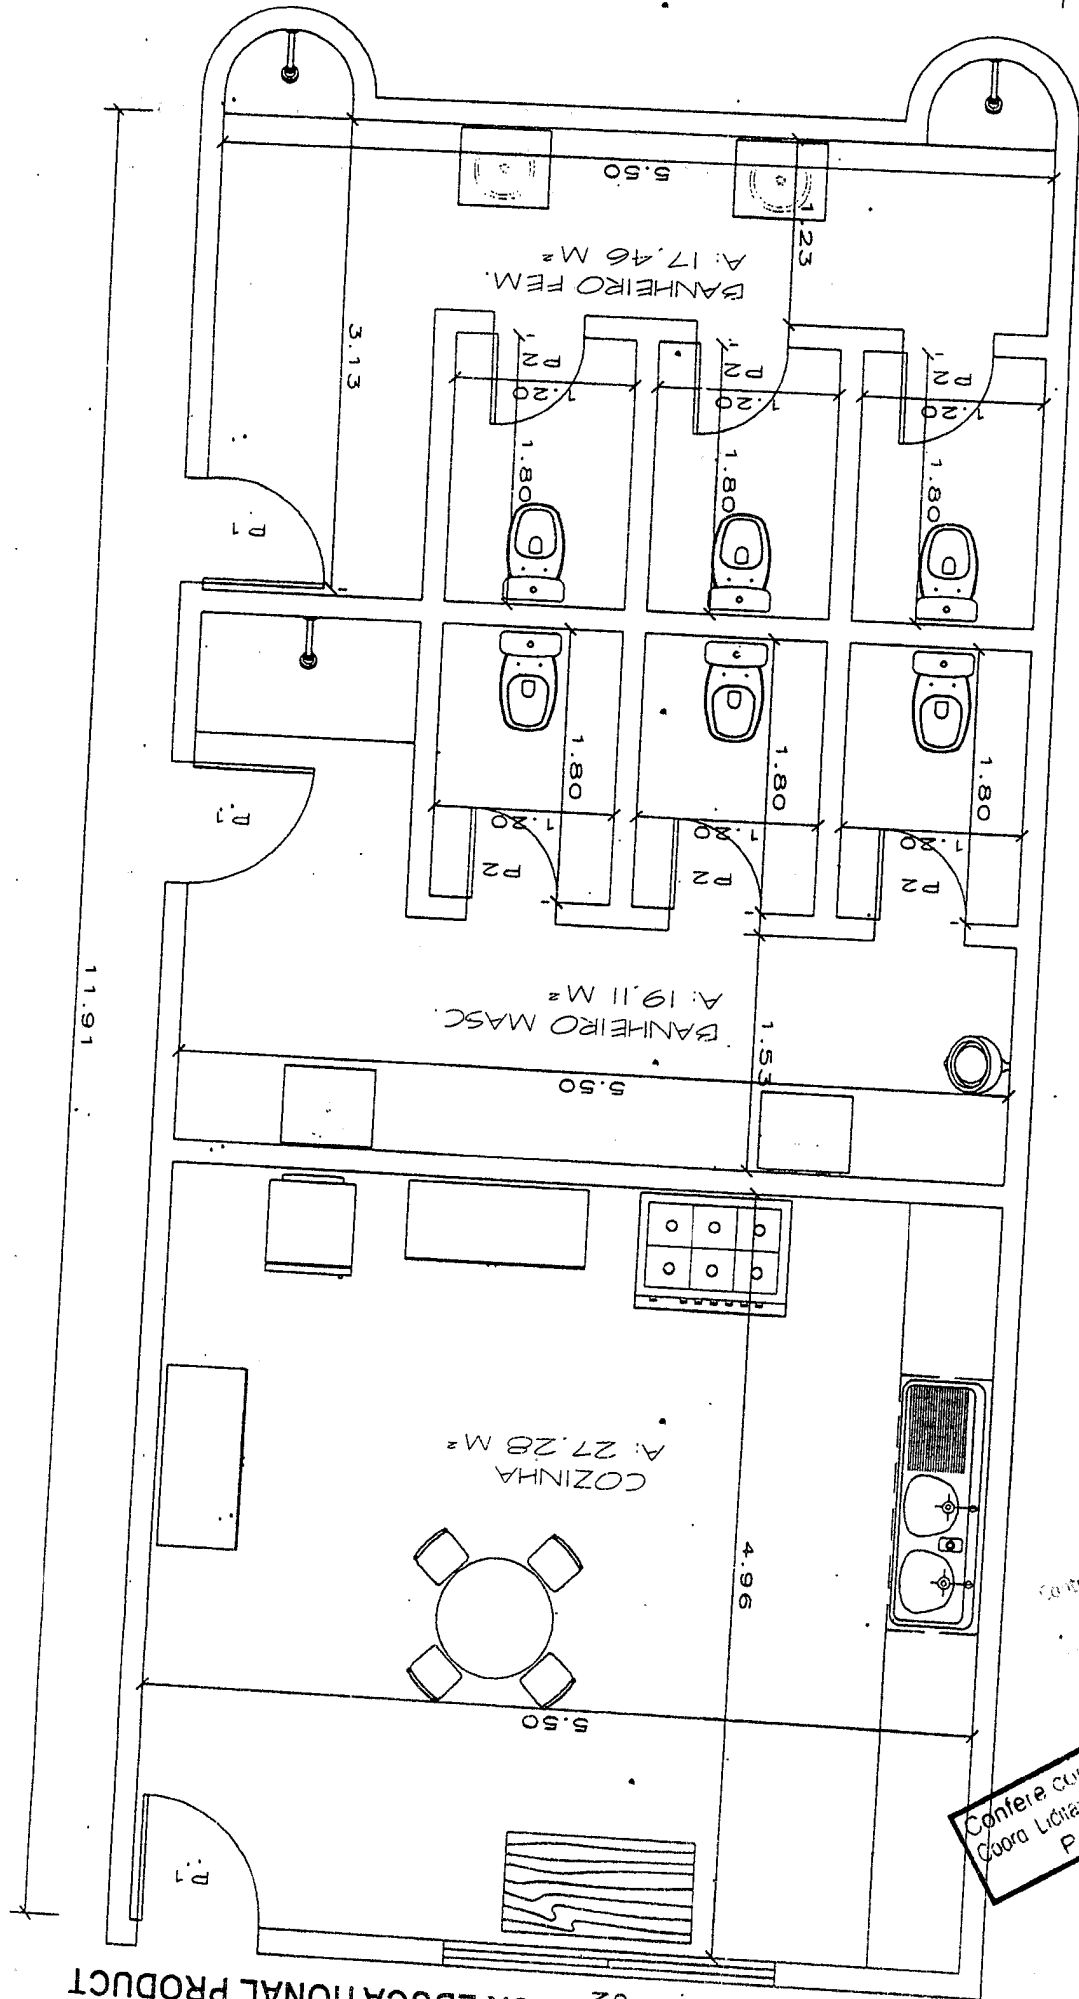 5.50
1.23
BANHEIRO FEM.
A: 17.46 M²
3.13
P2
1.20
1.80
P2
1.20
1.80
P2
1.20
1.80
P1
P1
1.80
1.20
P2
1.80
1.20
P2
1.80
1.20
P2
11.91
BANHEIRO MASC.
A: 19.11 M²
1.53
5.50
COZINHA
A: 27.28 M²
4.96
5.50
P1
Confere
P
EDUCATIONAL PRODUCT